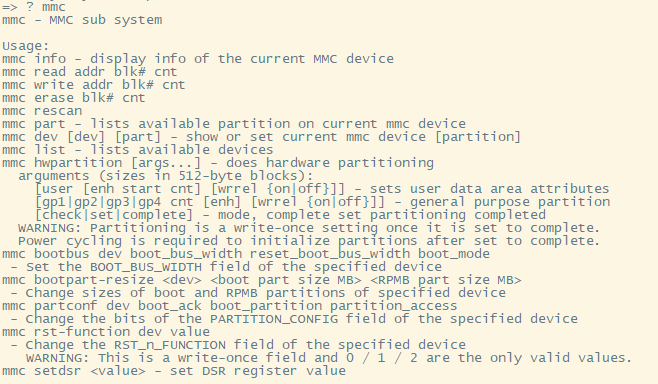 => ? mmc
mmc - MMC sub system

Usage:
mmc info - display info of the current MMC device
mmc read addr blk# cnt
mmc write addr blk# cnt
mmc erase blk# cnt
mmc rescan
mmc part - lists available partition on current mmc device
mmc dev [dev] [part] - show or set current mmc device [partition]
mmc list - lists available devices
mmc hwpartition [args...] - does hardware partitioning
  arguments (sizes in 512-byte blocks):
    [user [enh start cnt] [wrrel {on|off}]] - sets user data area attributes
    [gp1|gp2|gp3|gp4 cnt [enh] [wrrel {on|off}]] - general purpose partition
    [check|set|complete] - mode, complete set partitioning completed
  WARNING: Partitioning is a write-once setting once it is set to complete.
  Power cycling is required to initialize partitions after set to complete.
mmc bootbus dev boot_bus_width reset_boot_bus_width boot_mode
 - Set the BOOT_BUS_WIDTH field of the specified device
mmc bootpart-resize <dev> <boot part size MB> <RPMB part size MB>
 - Change sizes of boot and RPMB partitions of specified device
mmc partconf dev boot_ack boot_partition partition_access
 - Change the bits of the PARTITION_CONFIG field of the specified device
mmc rst-function dev value
 - Change the RST_n_FUNCTION field of the specified device
   WARNING: This is a write-once field and 0 / 1 / 2 are the only valid values.
mmc setdsr <value> - set DSR register value